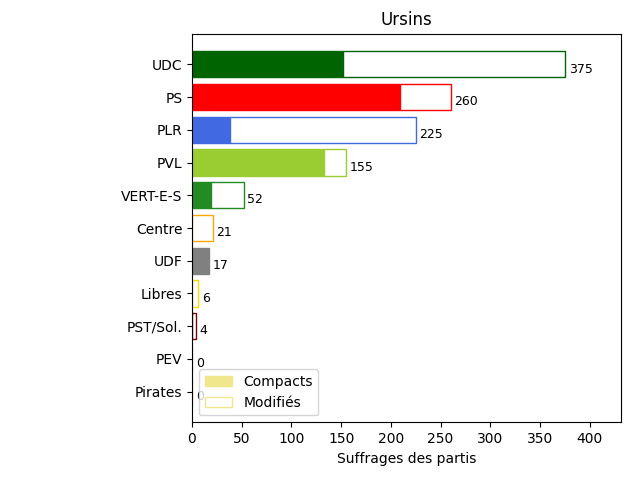 Ursins
UDC 375
PS 260
PLR 225
PVL 155
VERT-E-S 52
Centre 21
UDF 17
Libres 6
PST/Sol. 4
PEV 0
Pirates 0
Compacts
Modifiés
0 50 100 150 200 250 300 350 400
Suffrages des partis